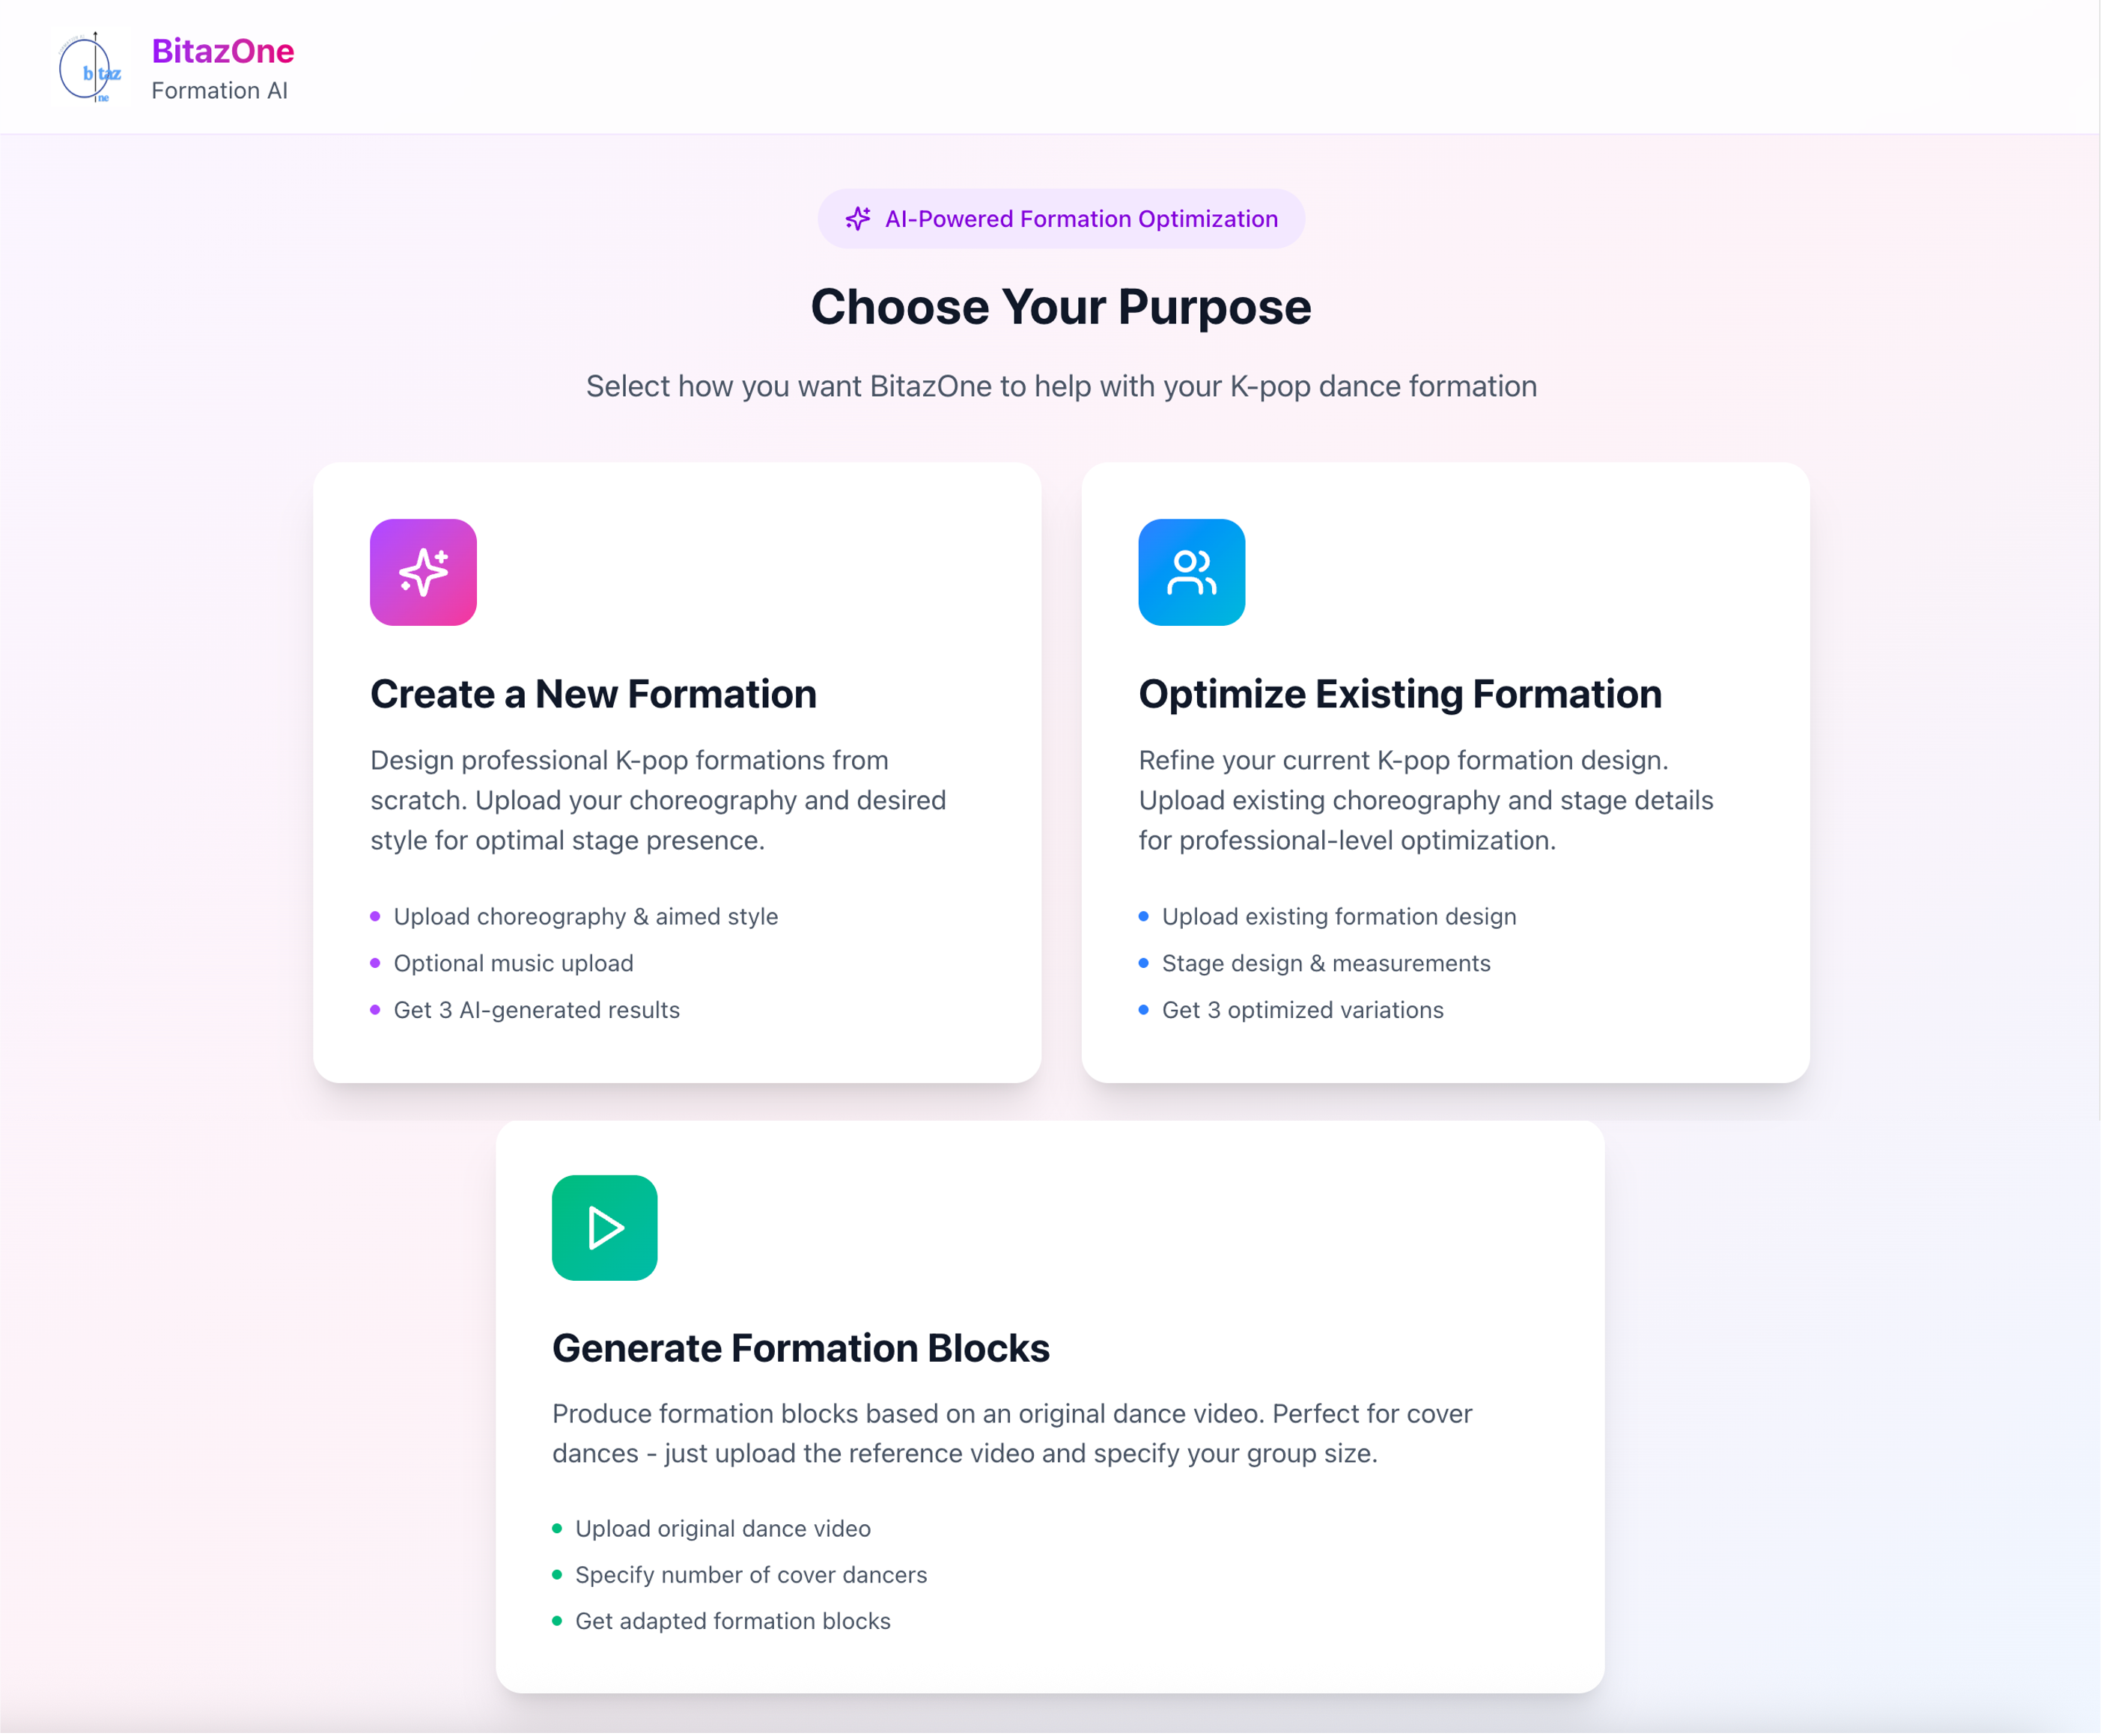 b taz
ne
BitazOne
Formation AI
AI-Powered Formation Optimization
Choose Your Purpose
Select how you want BitazOne to help with your K-pop dance formation
Create a New Formation
Design professional K-pop formations from
scratch. Upload your choreography and desired
style for optimal stage presence.
Upload choreography & aimed style
Optional music upload
Get 3 AI-generated results
Optimize Existing Formation
Refine your current K-pop formation design.
Upload existing choreography and stage details
for professional-level optimization.
Upload existing formation design
Stage design & measurements
Get 3 optimized variations
Generate Formation Blocks
Produce formation blocks based on an original dance video. Perfect for cover
dances - just upload the reference video and specify your group size.
Upload original dance video
Specify number of cover dancers
Get adapted formation blocks